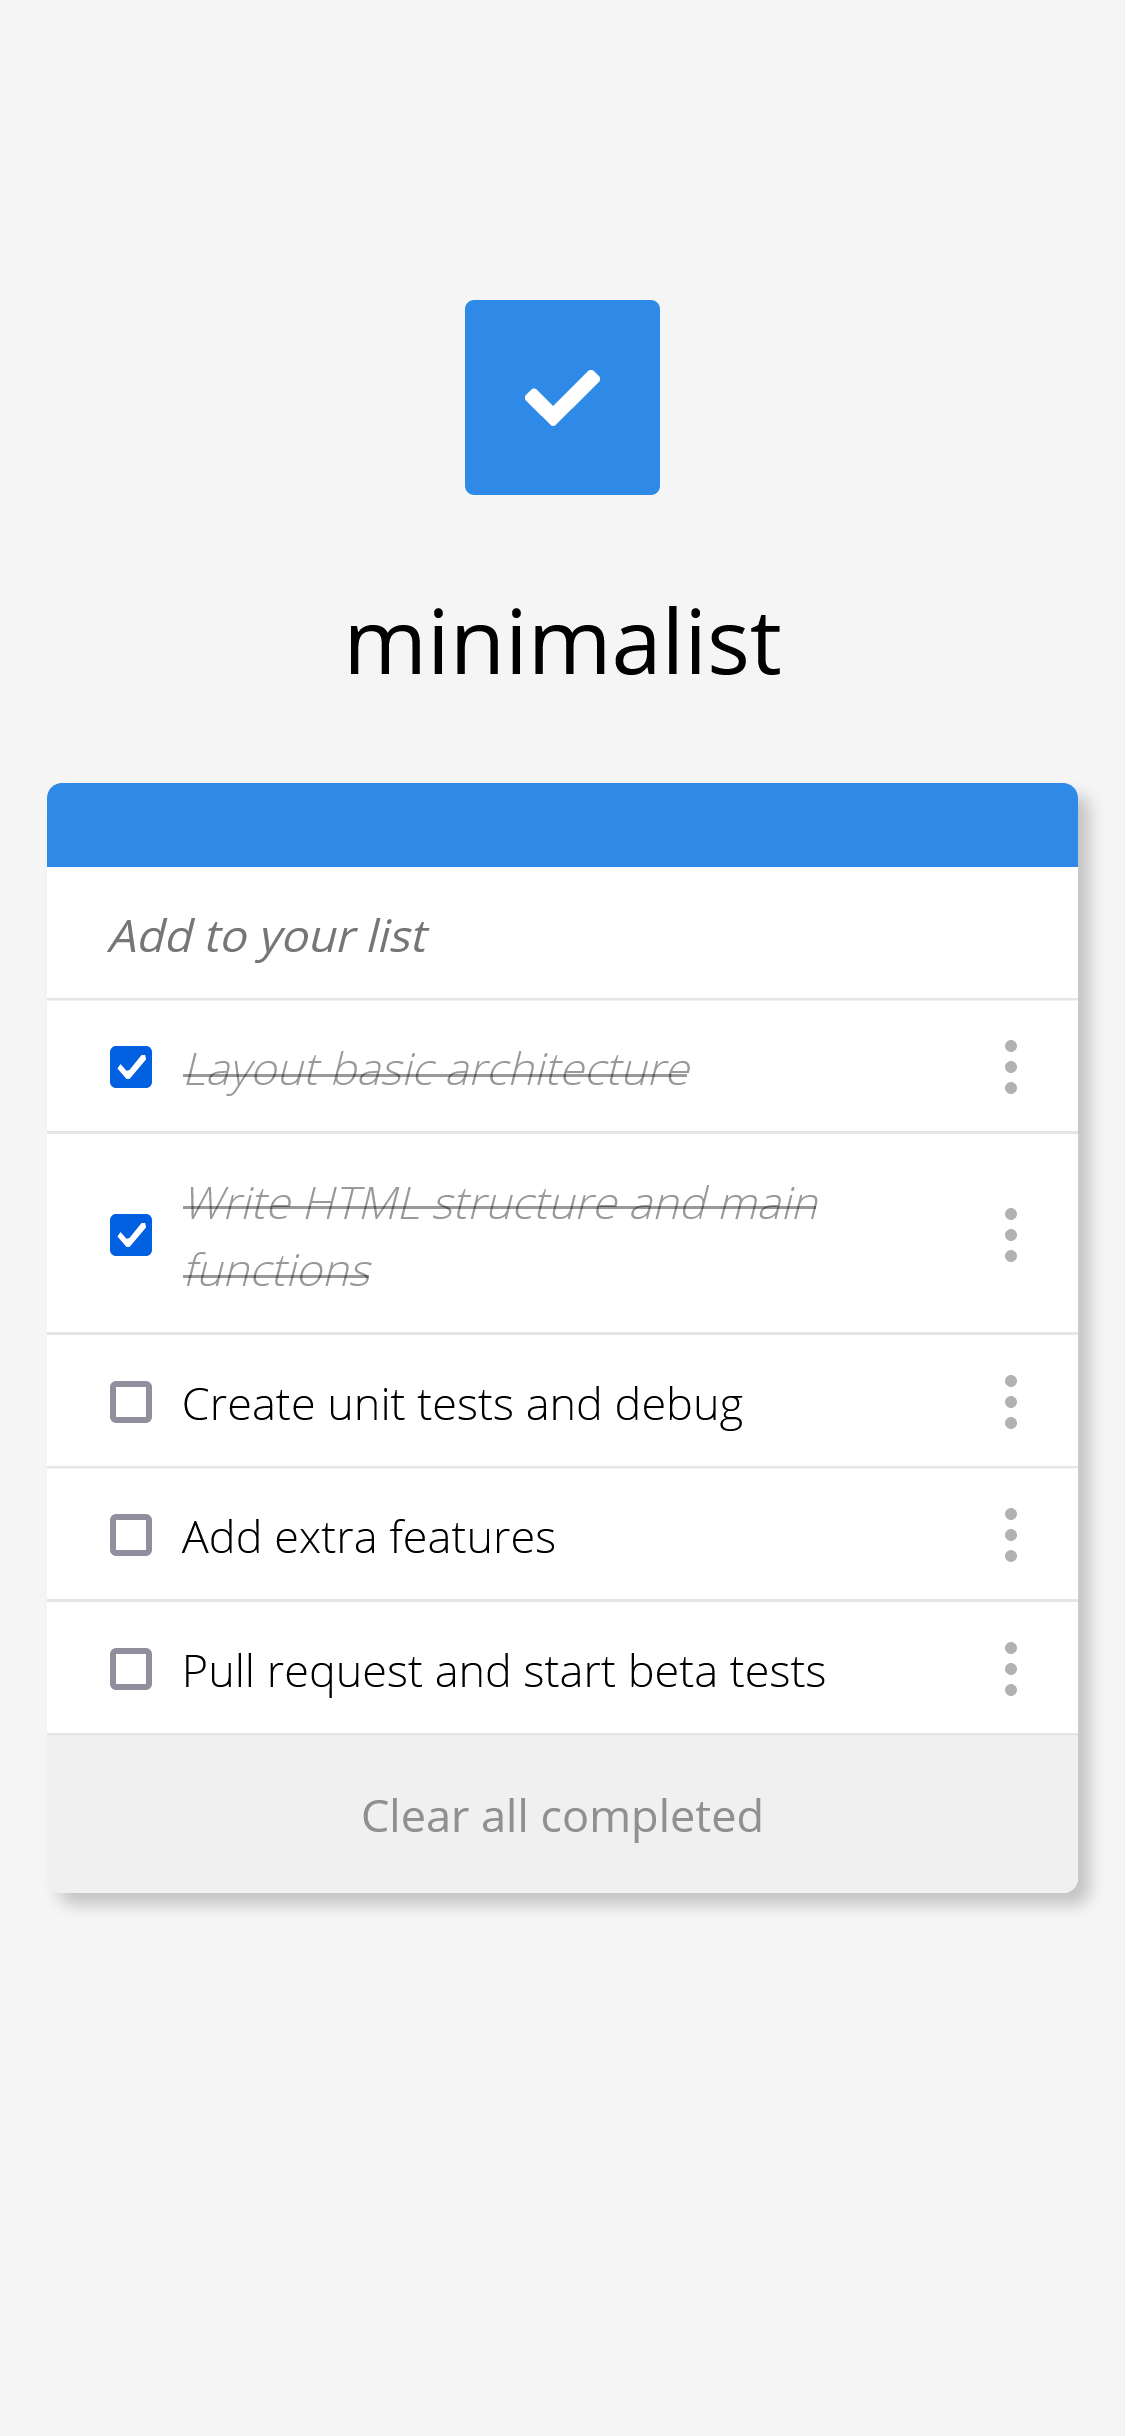 minimalist
Add to your list
Layout basic architecture
Write HTML structure and main
functions
Create unit tests and debug
Add extra features
Pull request and start beta tests
Clear all completed